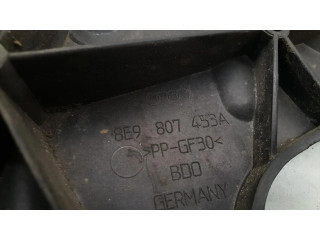 8E9 807 453A
>PP-GF30<
BDO
GERMANY